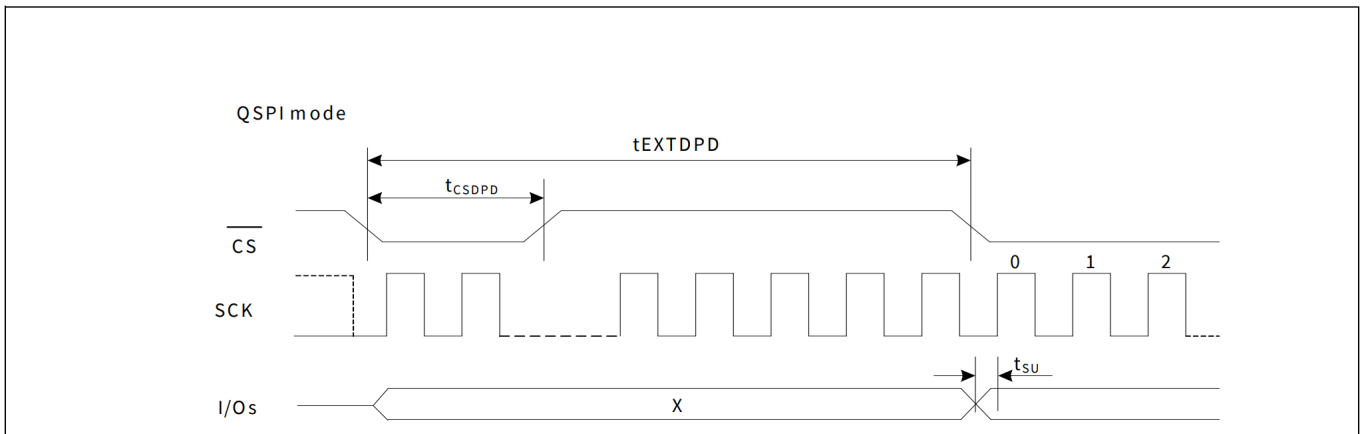 QSPI mode
tEXTDPD
tCSDPD
CS
0 1 2
SCK
tSU
I/Os X